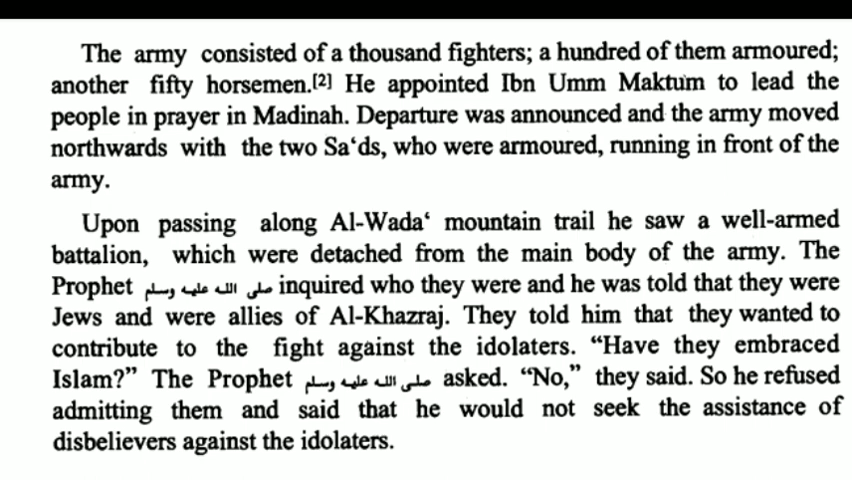 The army consisted of a thousand fighters; a hundred of them armoured;
another fifty horsemen.[2] He appointed Ibn Umm Maktum to lead the
people in prayer in Madinah. Departure was announced and the army moved
northwards with the two Sa‘ds, who were armoured, running in front of the
army.
Upon passing along Al-Wada‘ mountain trail he saw a well-armed
battalion, which were detached from the main body of the army. The
Prophet صلى الله عليه وسلم inquired who they were and he was told that they were
Jews and were allies of Al-Khazraj. They told him that they wanted to
contribute to the fight against the idolaters. “Have they embraced
Islam?” The Prophet صلى الله عليه وسلم asked. “No,” they said. So he refused
admitting them and said that he would not seek the assistance of
disbelievers against the idolaters.